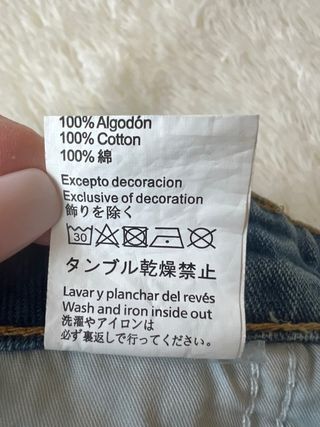 100% Algodón
100% Cotton
100% 綿
Excepto decoracion
Exclusive of decoration
飾りを除く
30
タンブル乾燥禁止
Lavar y planchar del revés
Wash and iron inside out
洗濯やアイロンは
必ず裏返しで行ってください。